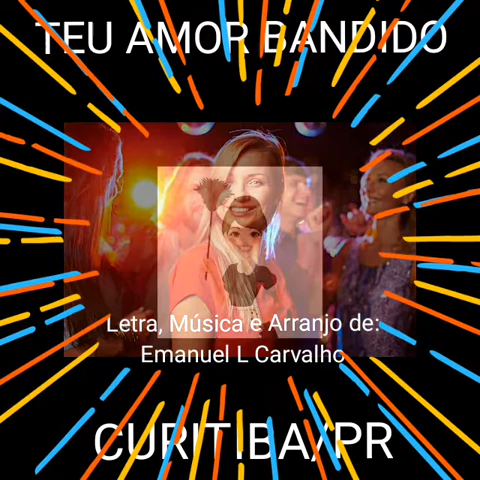 TEU AMOR BANDIDO
Letra, Música e Arranjo de:
Emanuel L Carvalho
CURITIBA/PR